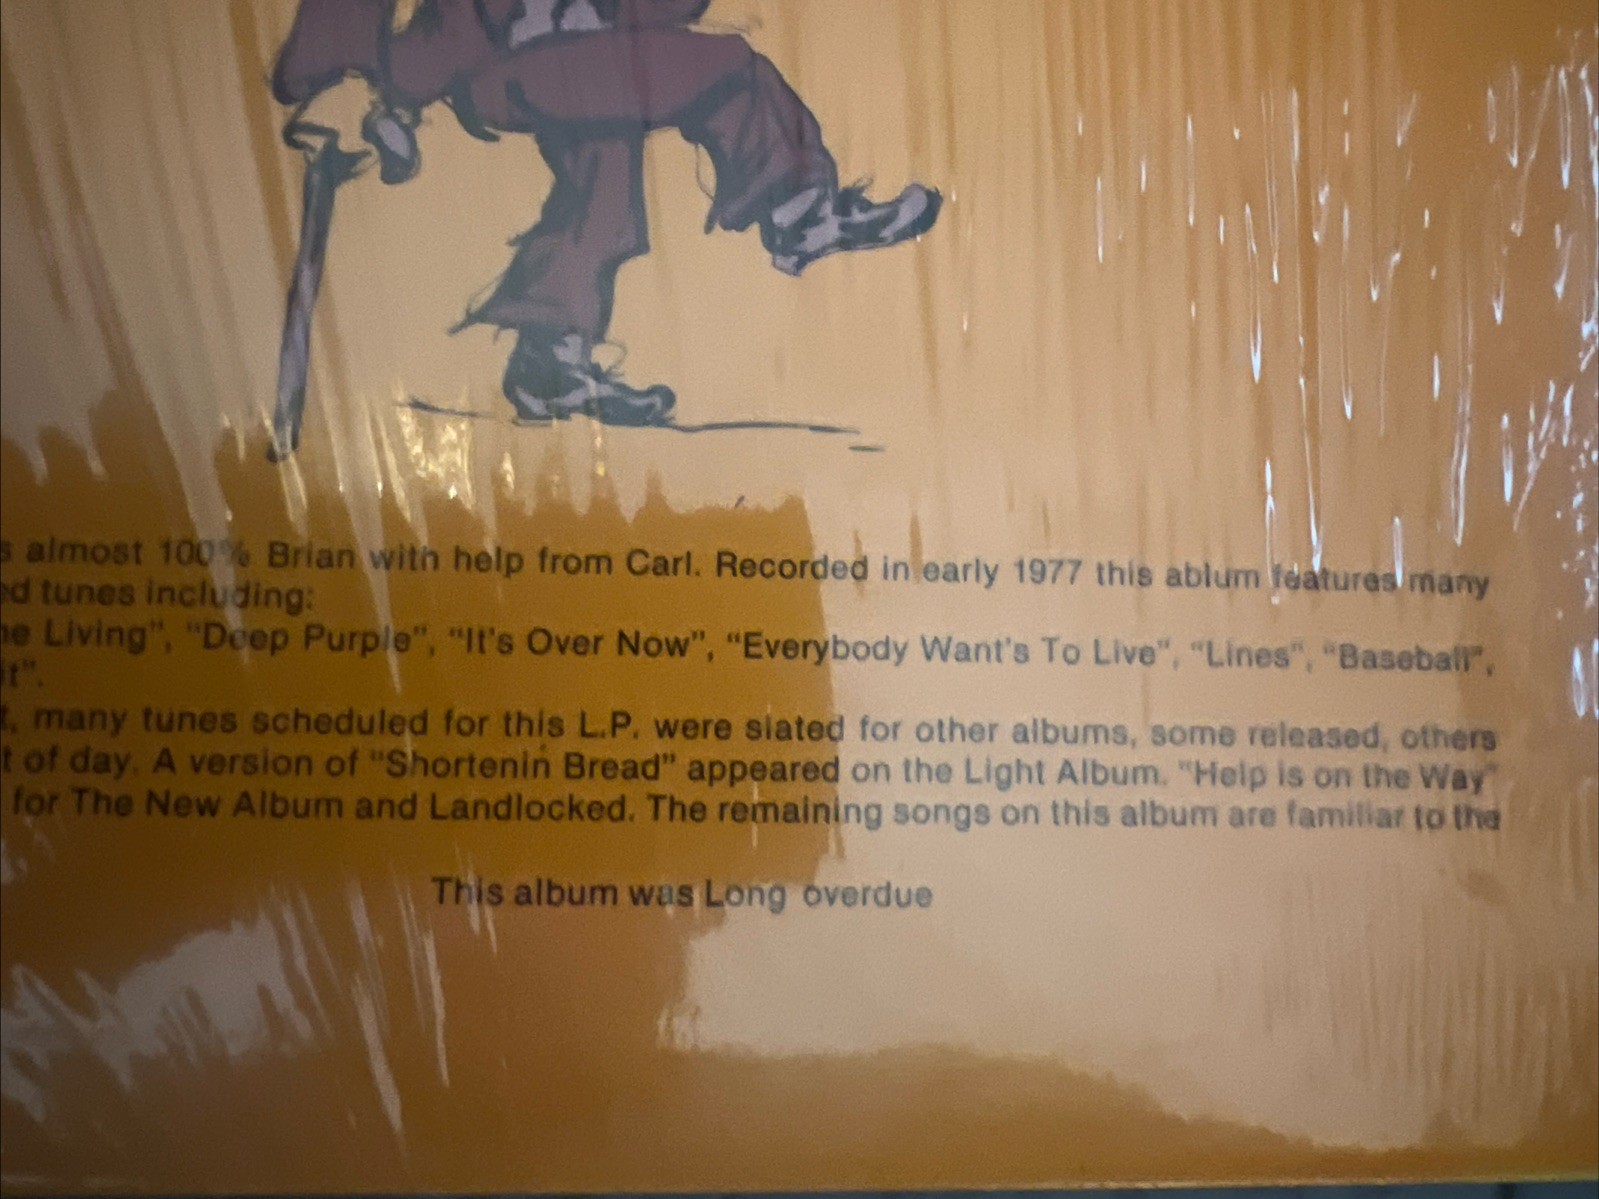 s almost 100% Brian with help from Carl. Recorded in early 1977 this ablum features many
ed tunes including:
he Living", "Deep Purple", "It's Over Now", "Everybody Want's To Live", "Lines", "Baseball",
it".
t, many tunes scheduled for this L.P. were slated for other albums, some released, others
t of day. A version of "Shortenin Bread" appeared on the Light Album. "Help is on the Way"
for The New Album and Landlocked. The remaining songs on this album are familiar to the
This album was Long overdue